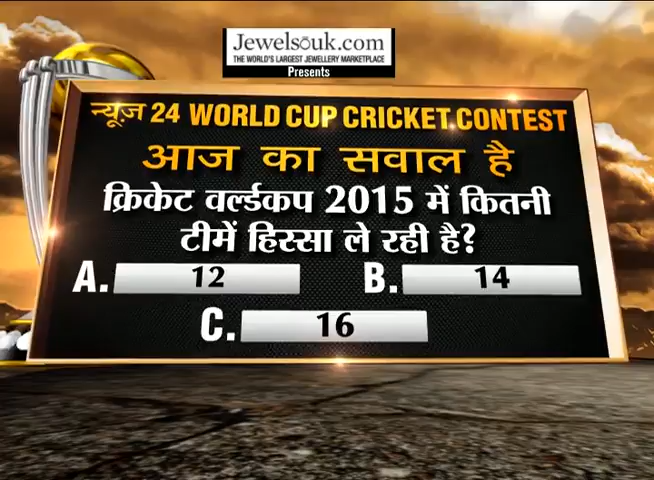 Jewelsouk.com
THE WORLD'S LARGEST JEWELLERY MARKETPLACE
Presents
न्यूज़ 24 WORLD CUP CRICKET CONTEST
आज का सवाल है
क्रिकेट वर्ल्डकप 2015 में कितनी
टीमें हिस्सा ले रही है?
A. 12 B. 14
C. 16